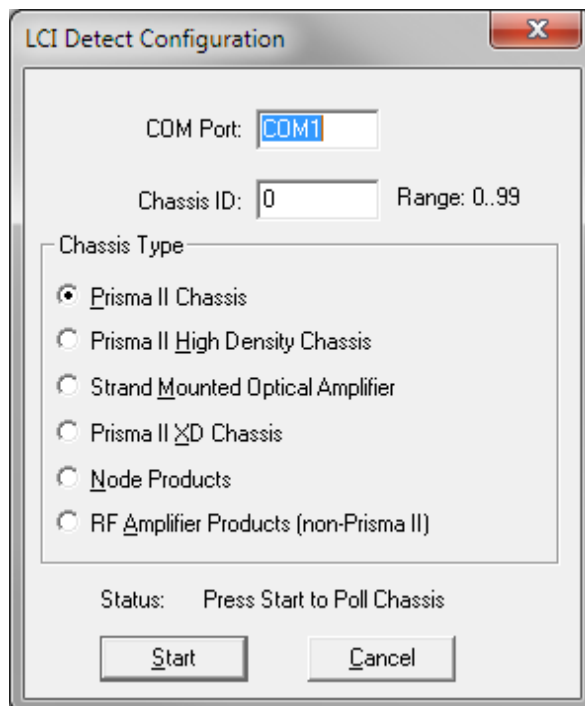 LCI Detect Configuration
COM Port: COM1
Chassis ID: 0 Range: 0..99
Chassis Type
Prisma II Chassis
Prisma II High Density Chassis
Strand Mounted Optical Amplifier
Prisma II XD Chassis
Node Products
RF Amplifier Products (non-Prisma II)
Status: Press Start to Poll Chassis
Start Cancel